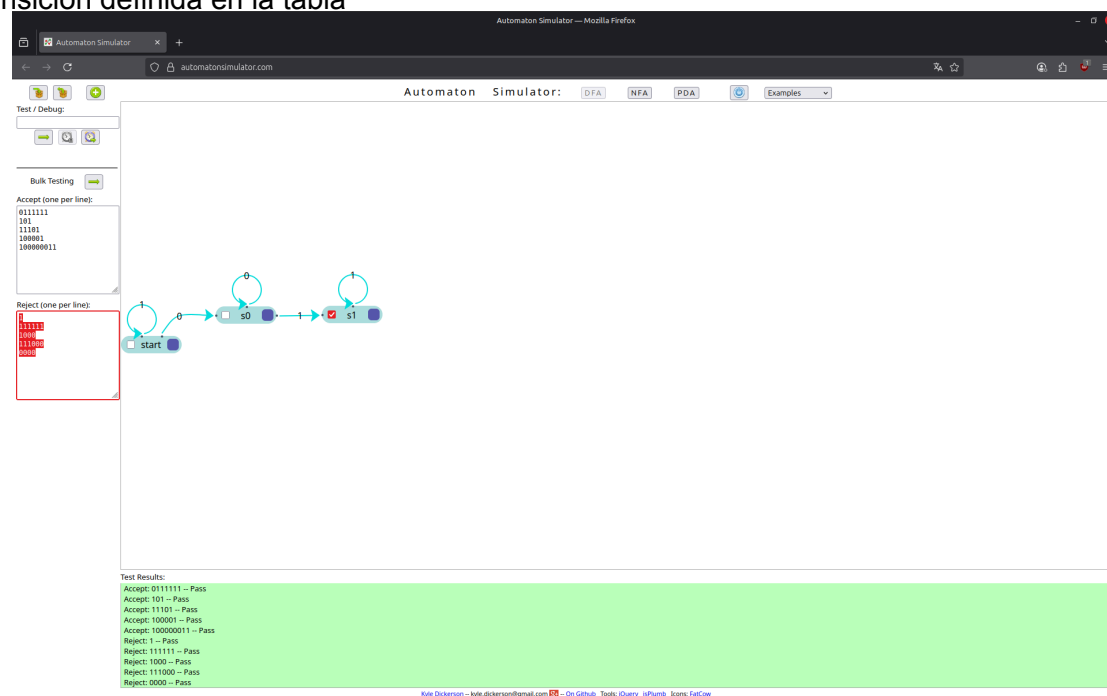 nsición definida en la tabla
Automaton Simulator — Mozilla Firefox
Automaton Simulator
automatonsimulator.com
Automaton Simulator: DFA NFA PDA Examples
Test / Debug:
Bulk Testing
Accept (one per line):
0111111
101
11101
100001
100000011
Reject (one per line):
1
111111
1000
111000
0000
0
1
1
0
s0
1
s1
start
Test Results:
Accept: 0111111 -- Pass
Accept: 101 -- Pass
Accept: 11101 -- Pass
Accept: 100001 -- Pass
Accept: 100000011 -- Pass
Reject: 1 -- Pass
Reject: 111111 -- Pass
Reject: 1000 -- Pass
Reject: 111000 -- Pass
Reject: 0000 -- Pass
Kyle Dickerson -- kyle.dickerson@gmail.com -- On Github Tools: jQuery jsPlumb Icons: FatCow